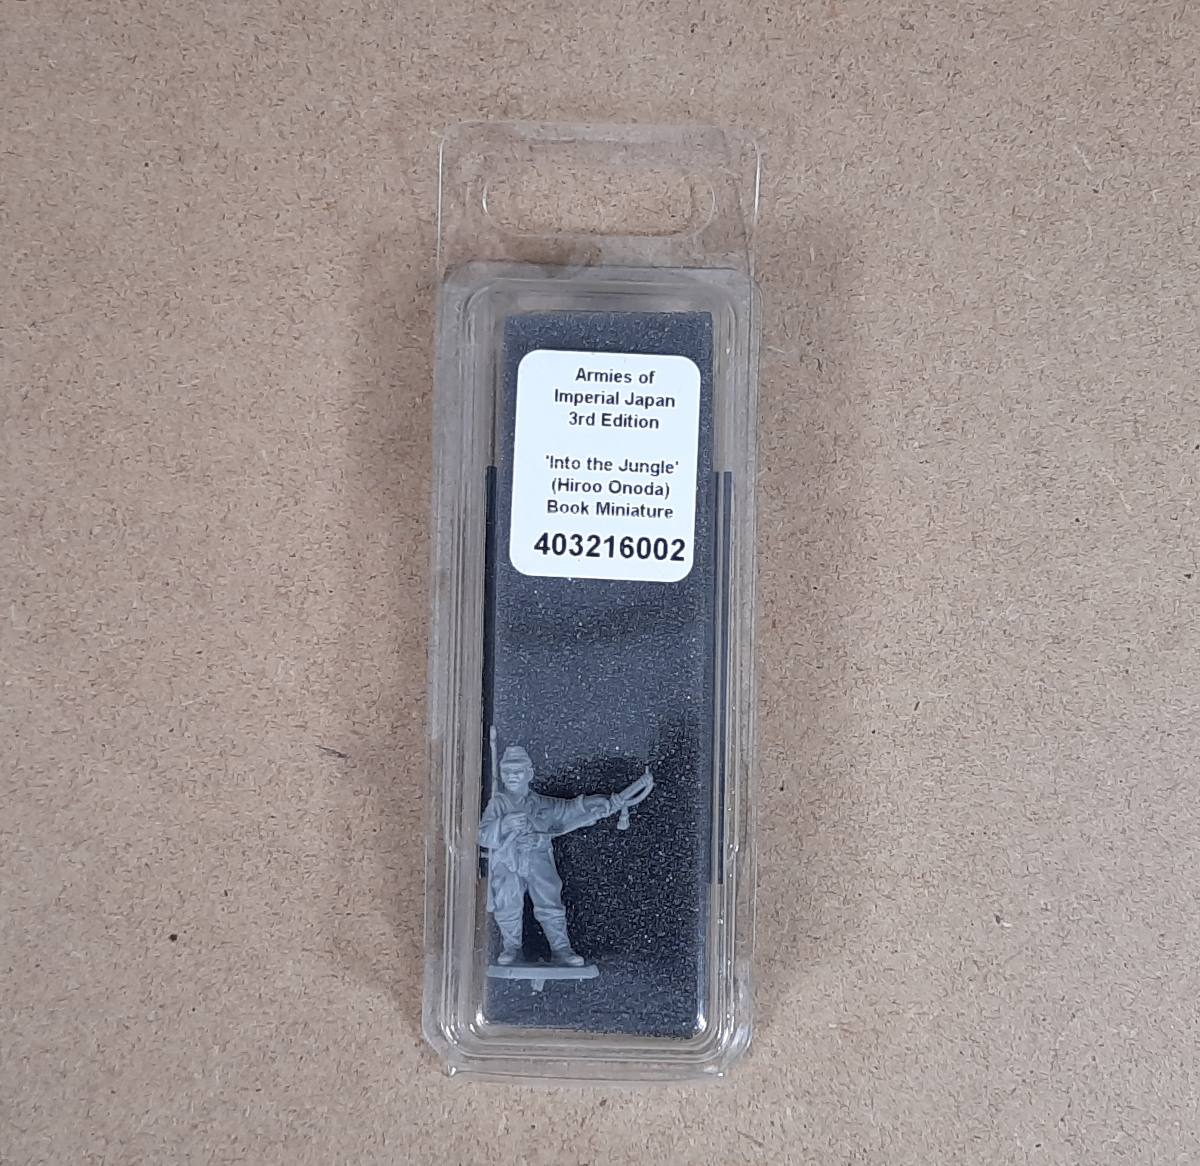 Armies of
Imperial Japan
3rd Edition
'Into the Jungle'
(Hiroo Onoda)
Book Miniature
403216002